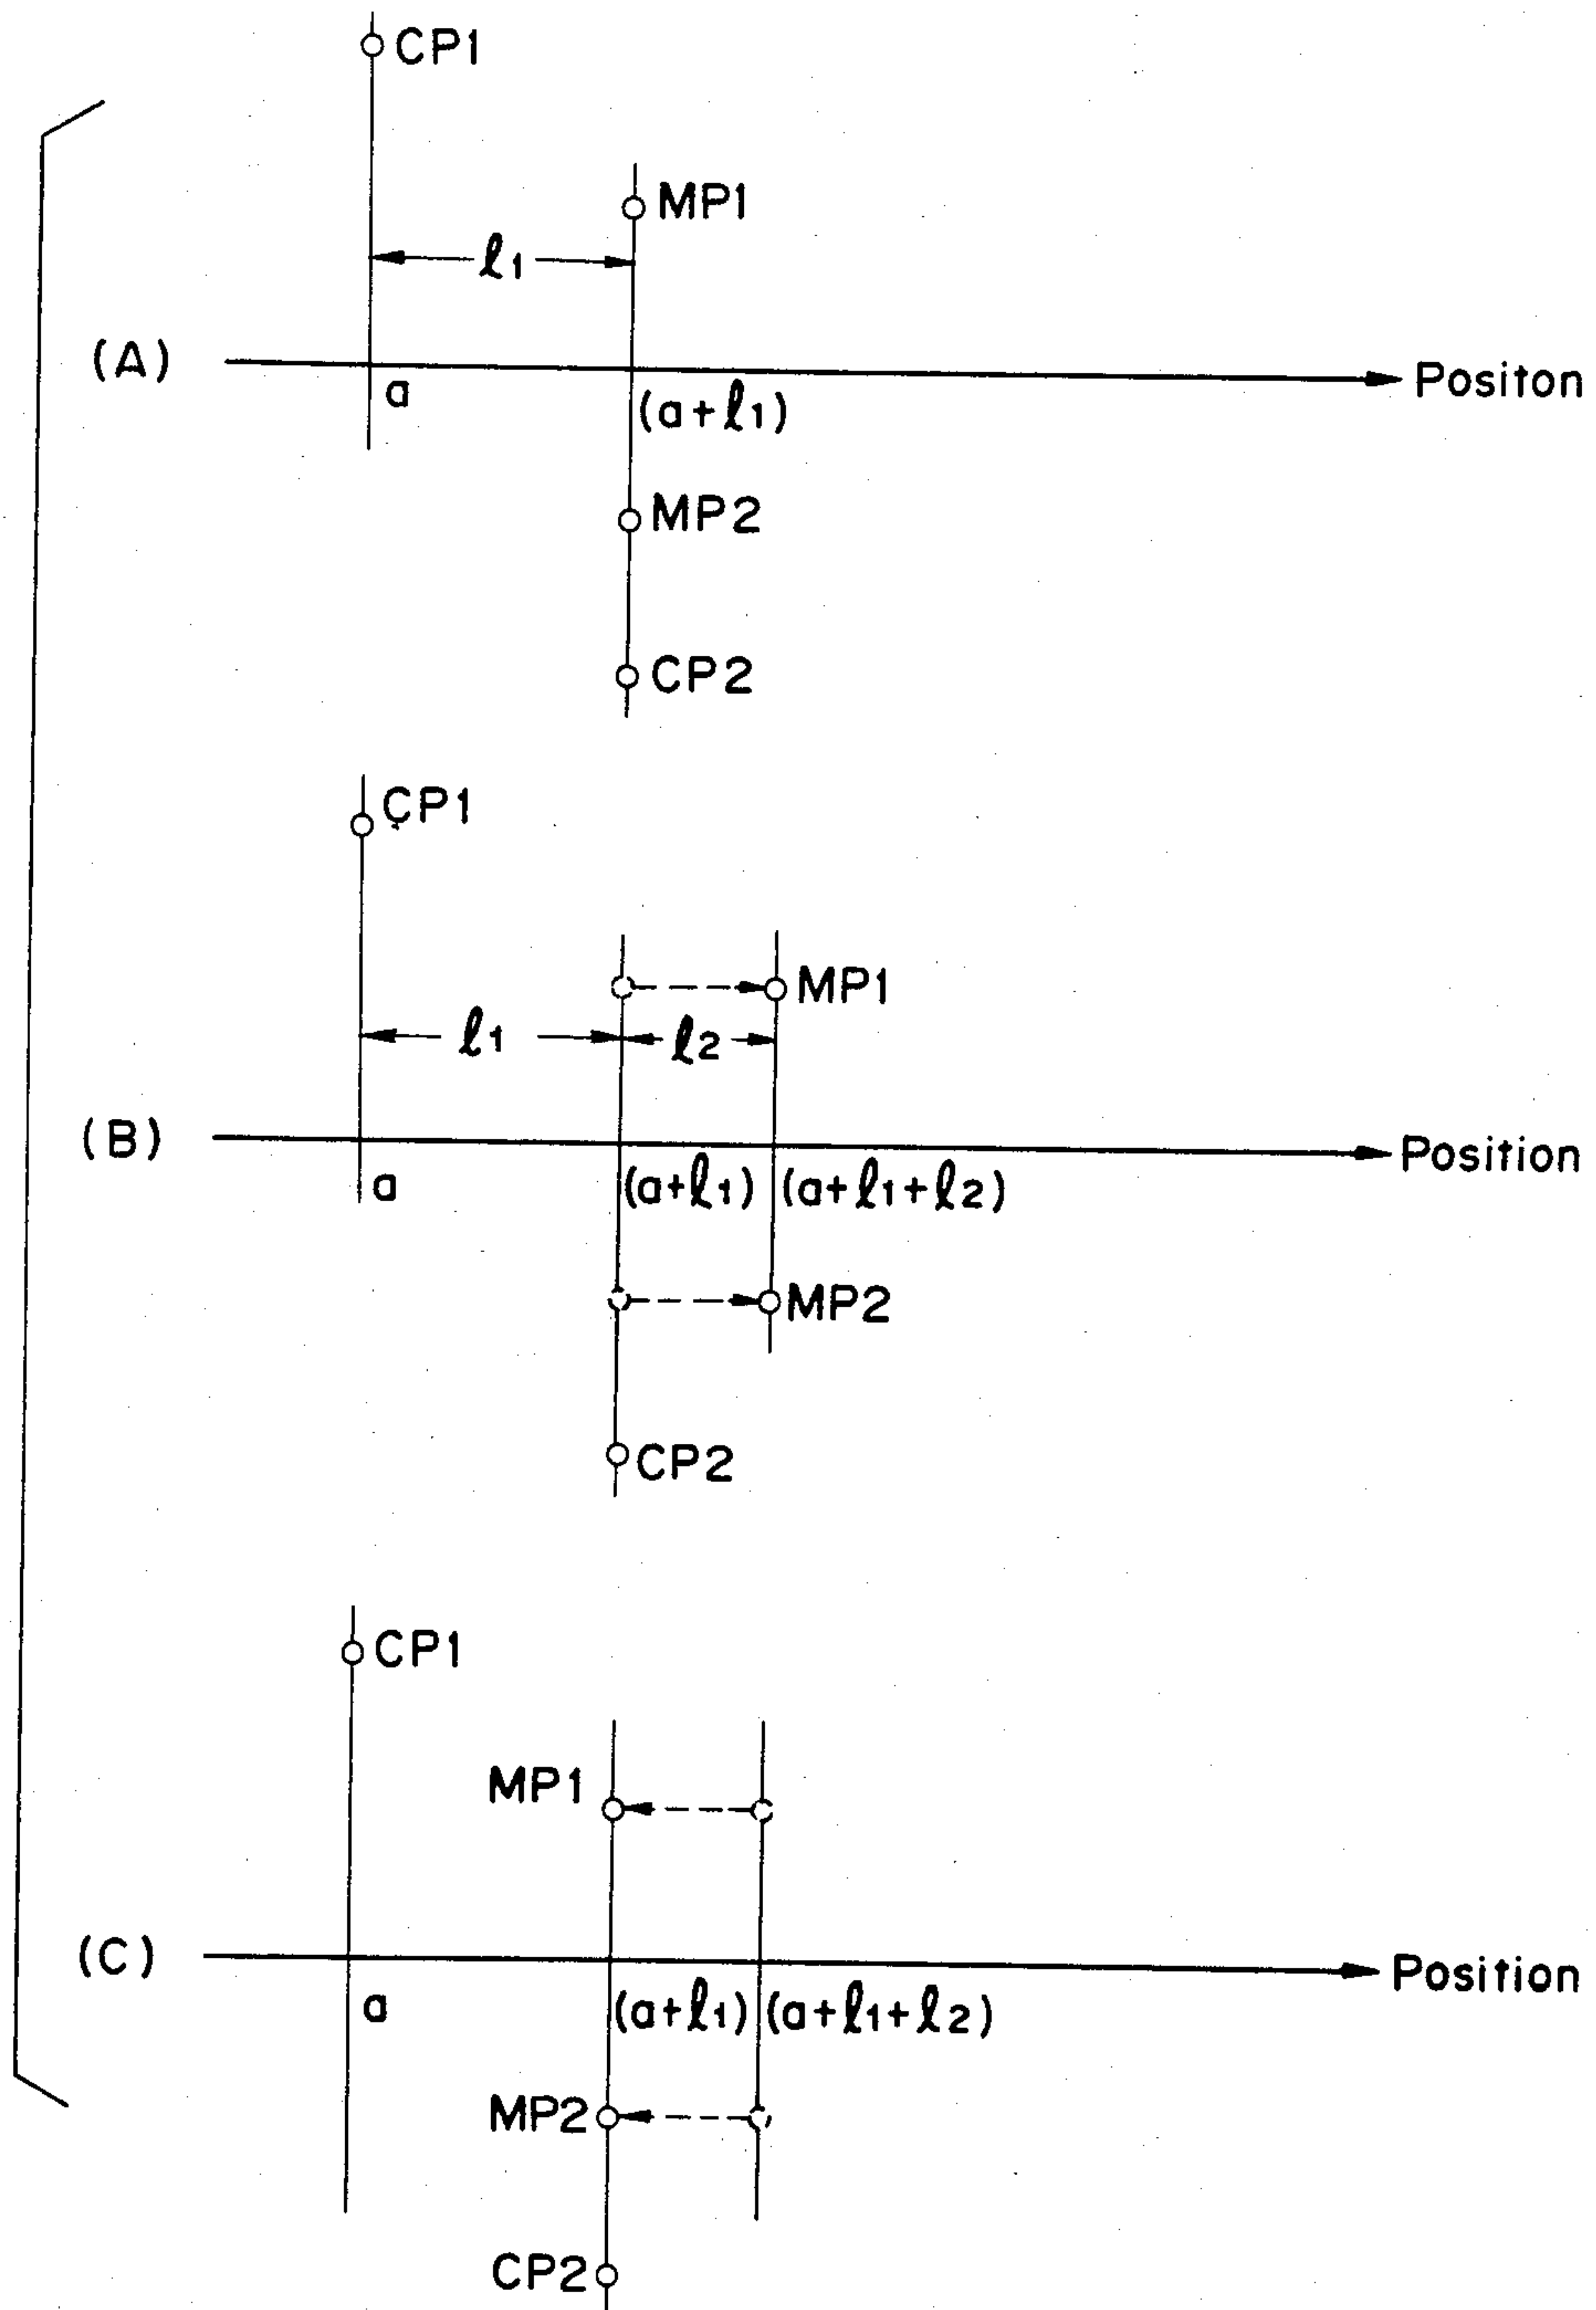 CP1
MP1
ℓ1
(A)
Positon
a
(a+ℓ1)
MP2
CP2
CP1
MP1
ℓ1
ℓ2
(B)
Position
a
(a+ℓ1)
(a+ℓ1+ℓ2)
MP2
CP2
CP1
MP1
(C)
Position
a
(a+ℓ1)
(a+ℓ1+ℓ2)
MP2
CP2